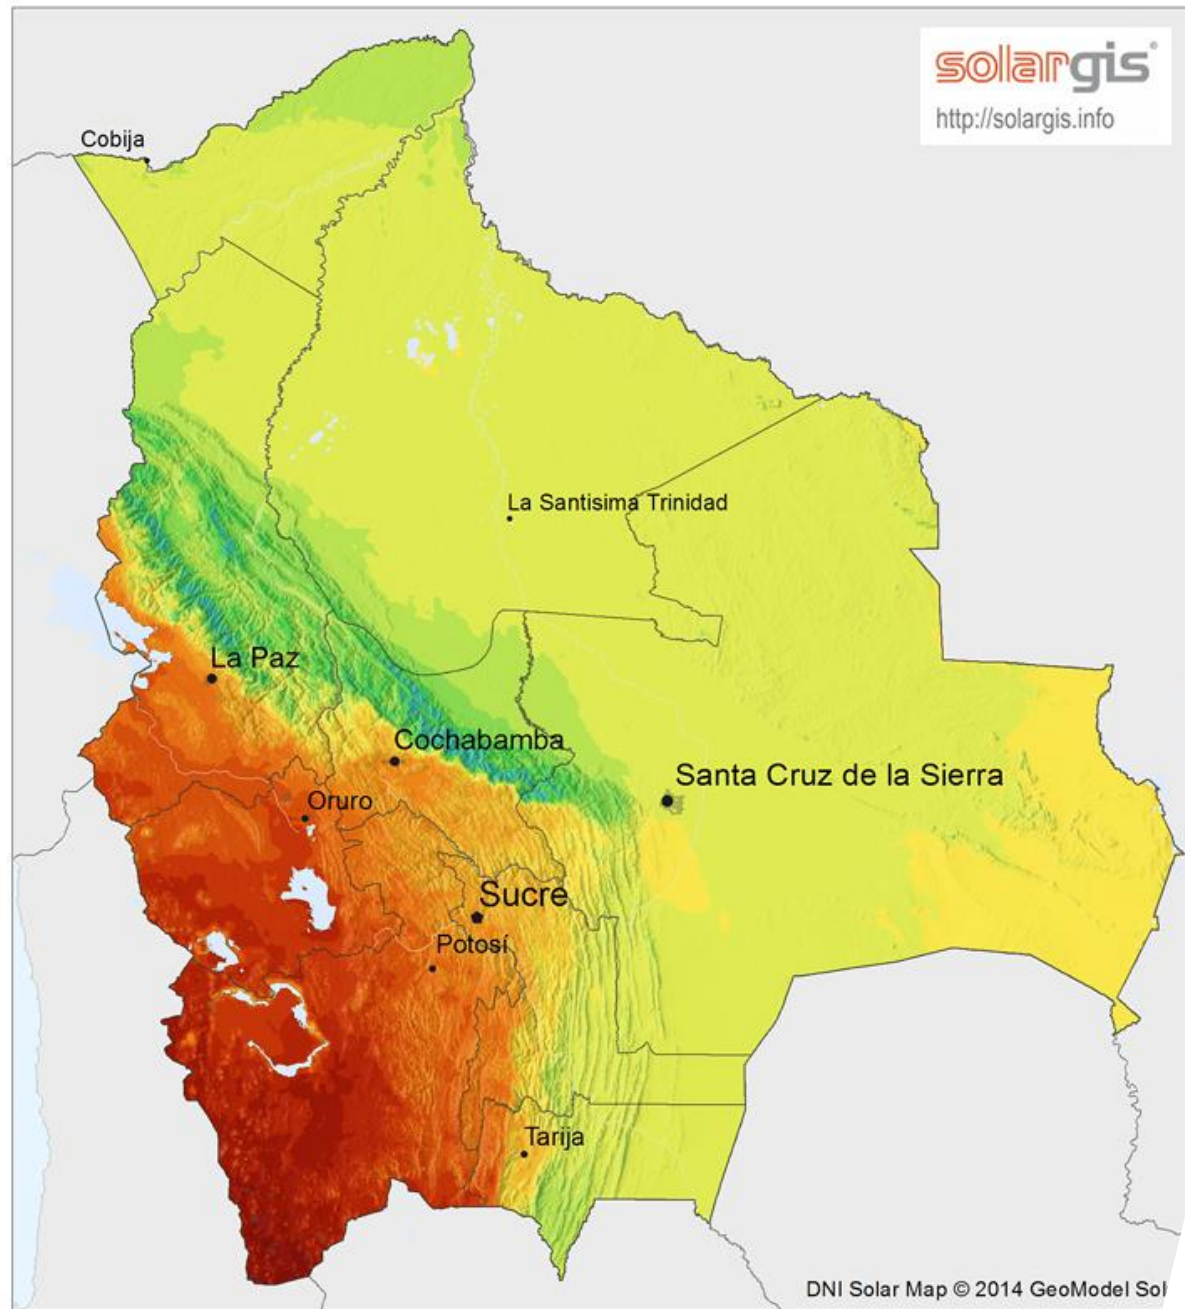 solargis
http://solargis.info
Cobija
La Santisima Trinidad
La Paz
Cochabamba
Santa Cruz de la Sierra
Oruro
Sucre
Potosí
Tarija
DNI Solar Map © 2014 GeoModel